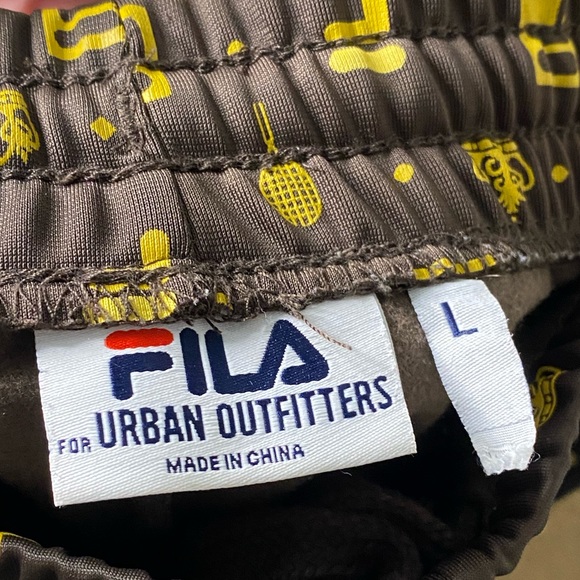 FILA
FOR URBAN OUTFITTERS
MADE IN CHINA
L